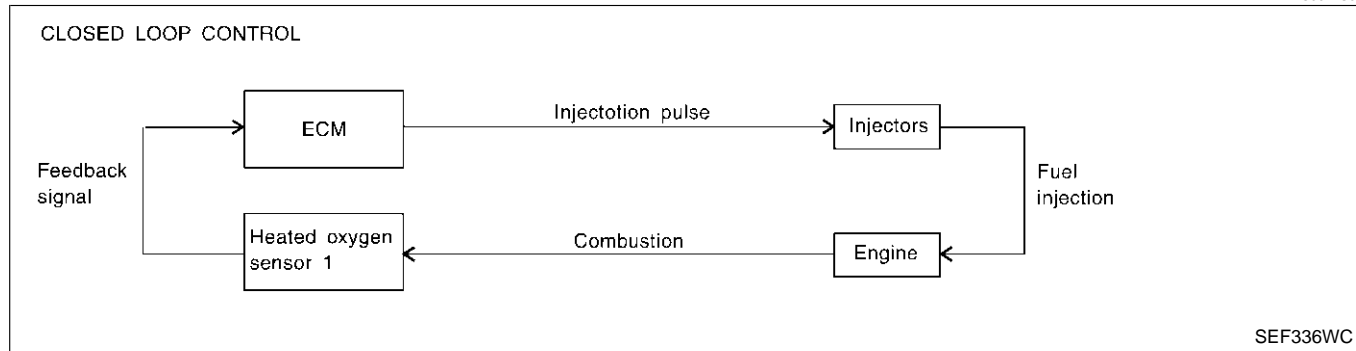 CLOSED LOOP CONTROL
ECM
Injectotion pulse
Injectors
Feedback
signal
Fuel
injection
Heated oxygen
sensor 1
Combustion
Engine
SEF336WC